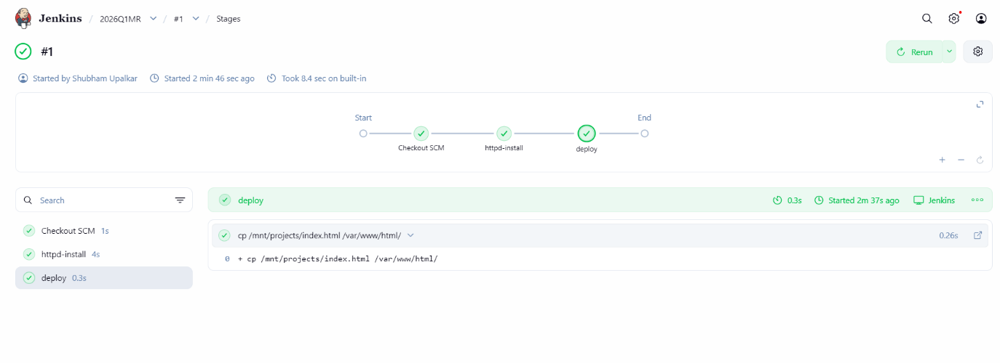 Jenkins / 2026Q1MR / #1 / Stages
#1
Rerun
Started by Shubham Upalkar Started 2 min 46 sec ago Took 8.4 sec on built-in
Start End
Checkout SCM httpd-install deploy
Search
deploy 0.3s Started 2m 37s ago Jenkins
Checkout SCM 1s
httpd-install 4s
deploy 0.3s
cp /mnt/projects/index.html /var/www/html/ 0.26s
0 + cp /mnt/projects/index.html /var/www/html/